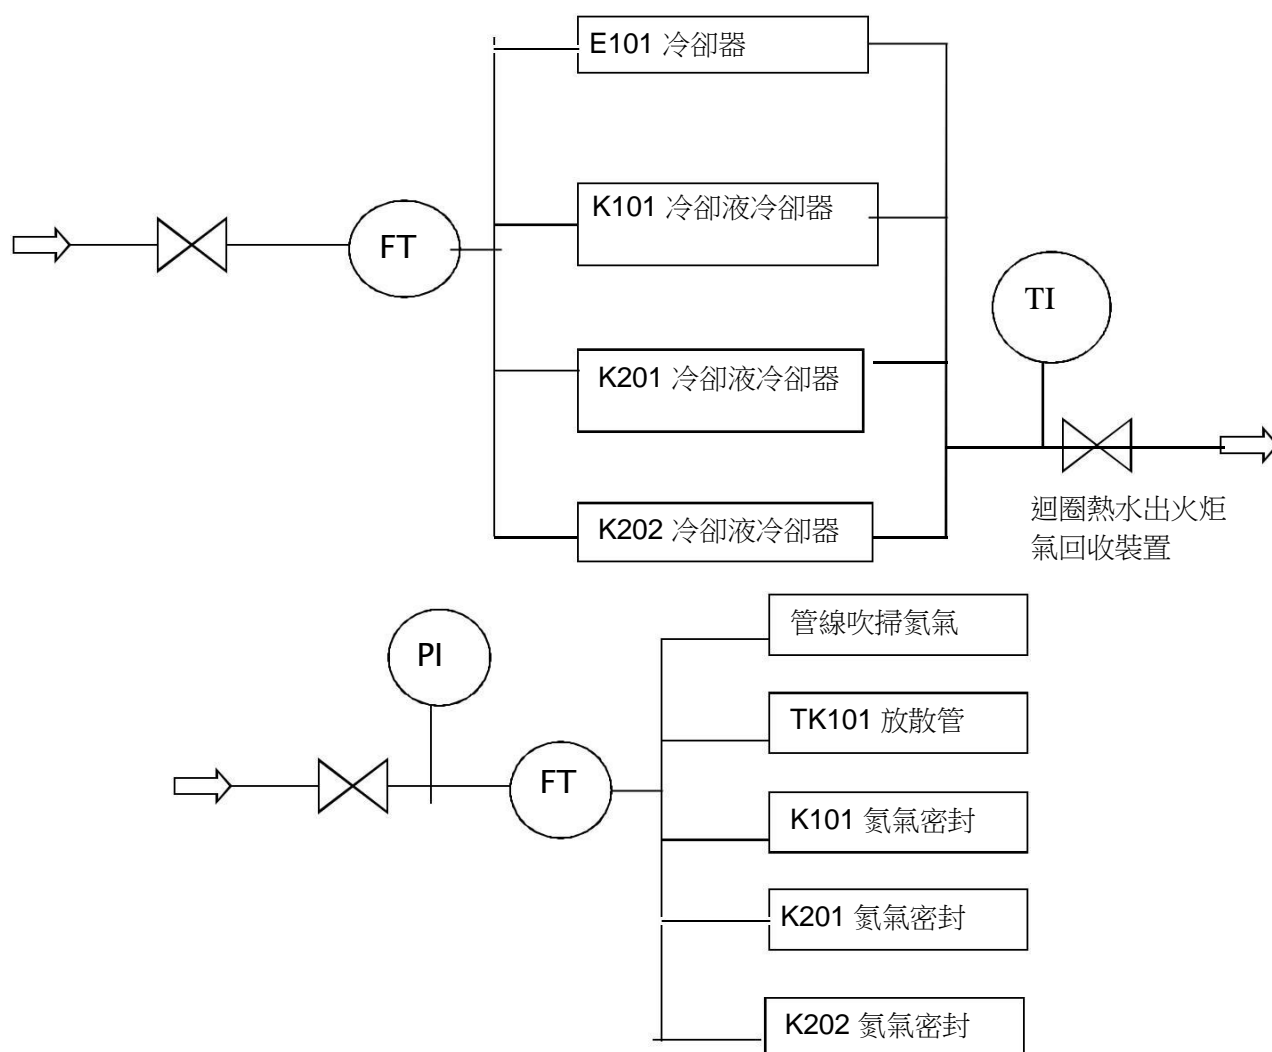 E101 冷卻器
K101 冷卻液冷卻器
FT
TI
K201 冷卻液冷卻器
K202 冷卻液冷卻器
迴圈熱水出火炬
氣回收裝置
管線吹掃氮氣
PI
TK101 放散管
FT
K101 氮氣密封
K201 氮氣密封
K202 氮氣密封